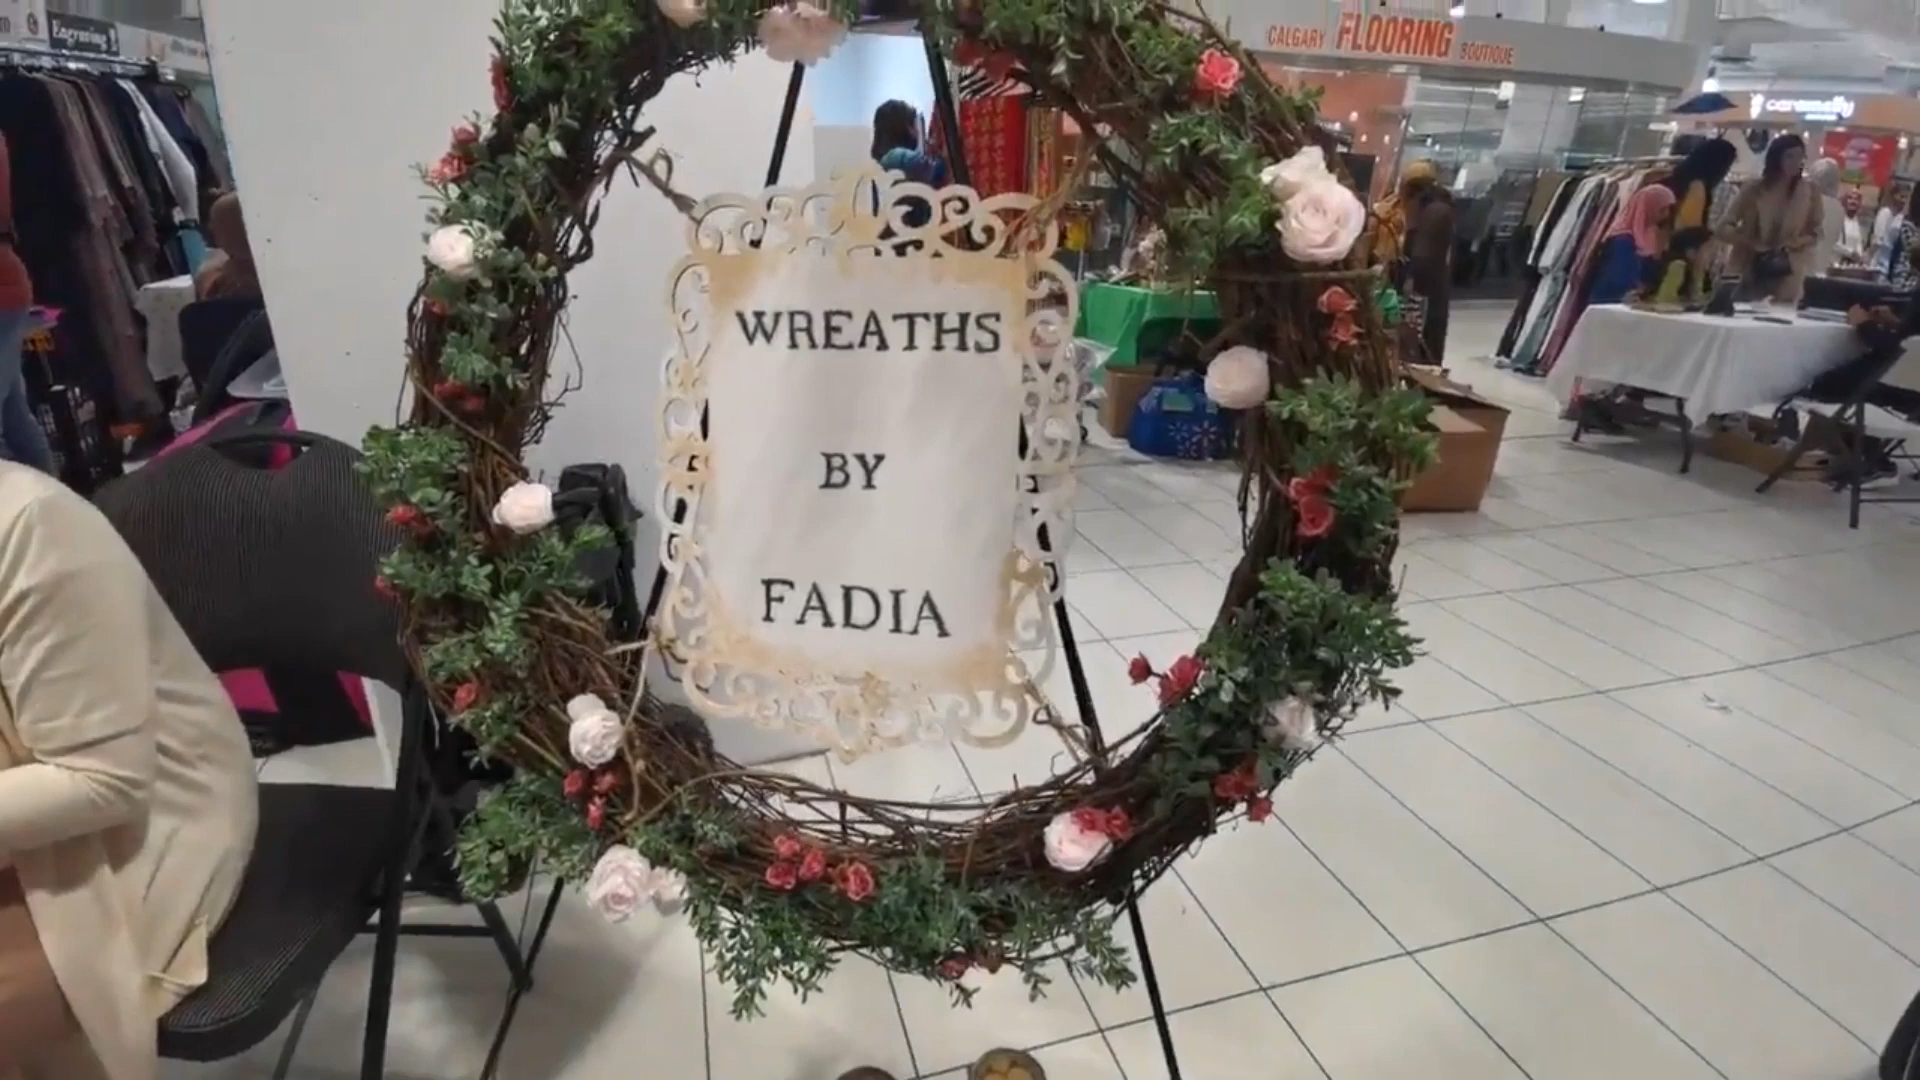 Engraving
CALGARY FLOORING BOUTIQUE
caramelly
WREATHS
BY
FADIA